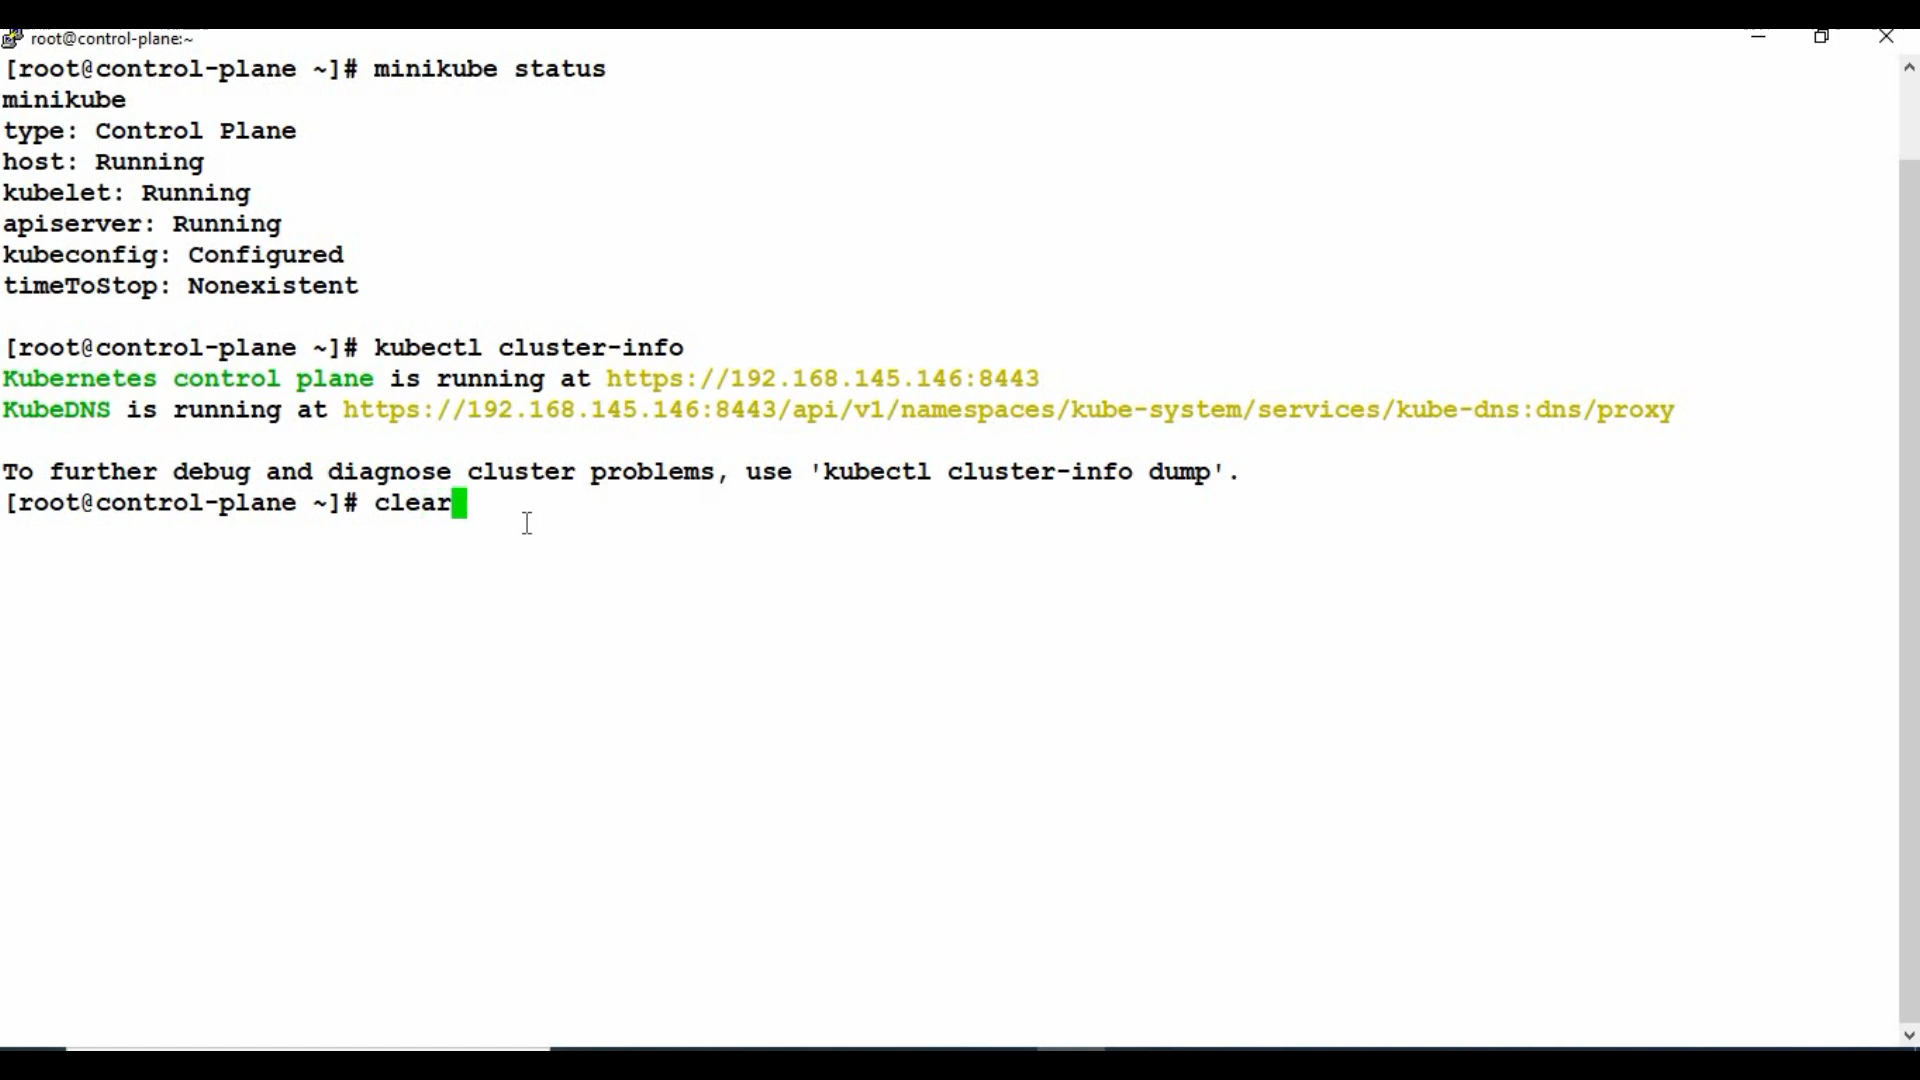 root@control-plane:~
[root@control-plane ~]# minikube status
minikube
type: Control Plane
host: Running
kubelet: Running
apiserver: Running
kubeconfig: Configured
timeToStop: Nonexistent
[root@control-plane ~]# kubectl cluster-info
Kubernetes control plane is running at https://192.168.145.146:8443
KubeDNS is running at https://192.168.145.146:8443/api/v1/namespaces/kube-system/services/kube-dns:dns/proxy
To further debug and diagnose cluster problems, use 'kubectl cluster-info dump'.
[root@control-plane ~]# clear